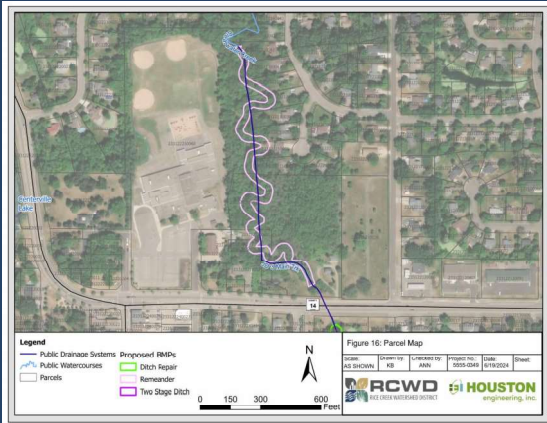 Centerville
Lake
14
Legend
Public Drainage Systems
Public Watercourses
Parcels
Proposed BMPs
Ditch Repair
Remeander
Two Stage Ditch
N
0 150 300 600
Feet
Figure 16: Parcel Map
Scale:
AS SHOWN
Drawn by:
KB
Checked by:
ANN
Project No.:
5555-0349
Date:
6/19/2024
Sheet:
RCWD
RICE CREEK WATERSHED DISTRICT
HOUSTON
engineering, inc.